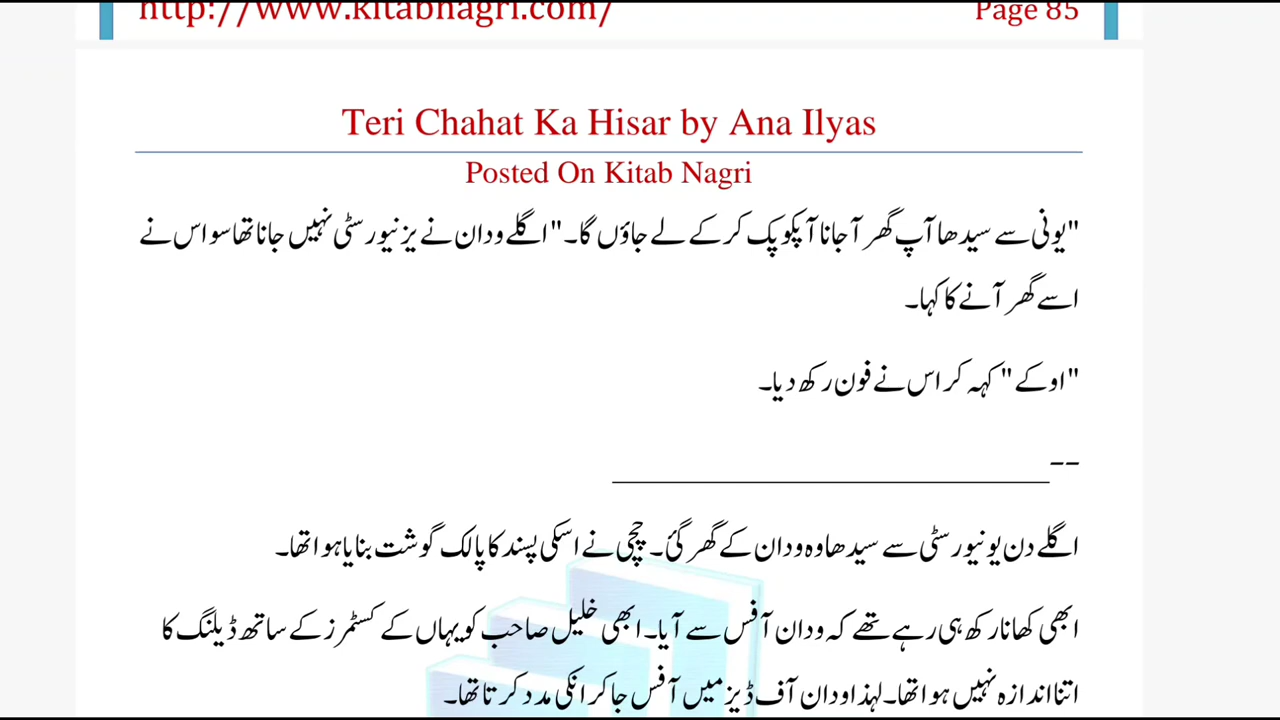 http://www.kitabnagri.com/ Page 85
Teri Chahat Ka Hisar by Ana Ilyas
Posted On Kitab Nagri
"یونی سے سیدھا آپ گھر آجانا آپکو پک کر کے لے جاؤں گا۔" اگلے ودان نے یزنیورسٹی نہیں جانا تھا سو اس نے
اسے گھر آنے کا کہا۔
"اوکے" کہہ کر اس نے فون رکھ دیا۔
--
اگلے دن یونیورسٹی سے سیدھا وہ ودان کے گھر گئ۔ چچی نے اسکی پسند کا پالک گوشت بنایا ہوا تھا۔
ابھی کھانا رکھ ہی رہے تھے کہ ودان آفس سے آیا۔ ابھی خلیل صاحب کو یہاں کے کسٹمرز کے ساتھ ڈیلنگ کا
اتنا اندازہ نہیں ہوا تھا۔ لہذا ودان آف ڈیز میں آفس جا کر انکی مدد کرتا تھا۔